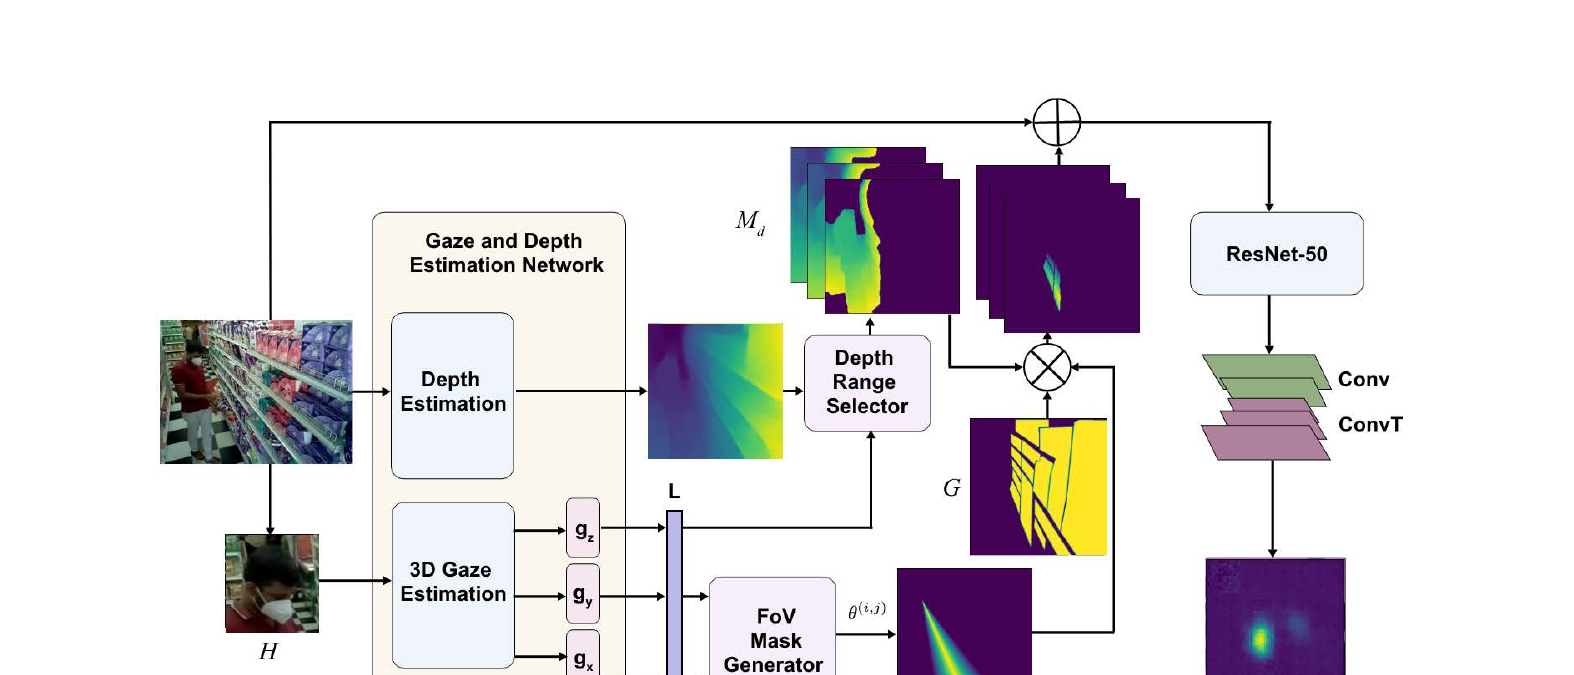 M_d
Gaze and Depth
Estimation Network
ResNet-50
Depth
Estimation
Depth
Range
Selector
Conv
ConvT
G
L
g_z
3D Gaze
Estimation
g_y
FoV
Mask
Generator
θ^(i,j)
H
g_x